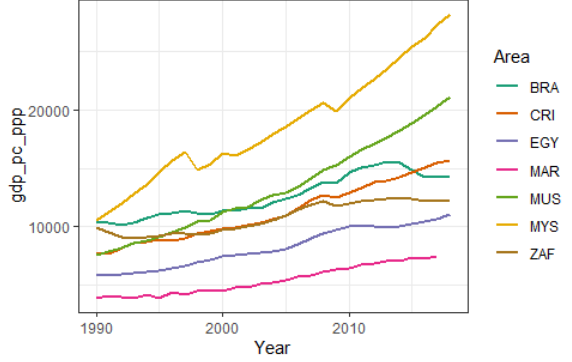 gdp_pc_ppp
20000
10000
1990
2000
2010
Year
Area
BRA
CRI
EGY
MAR
MUS
MYS
ZAF